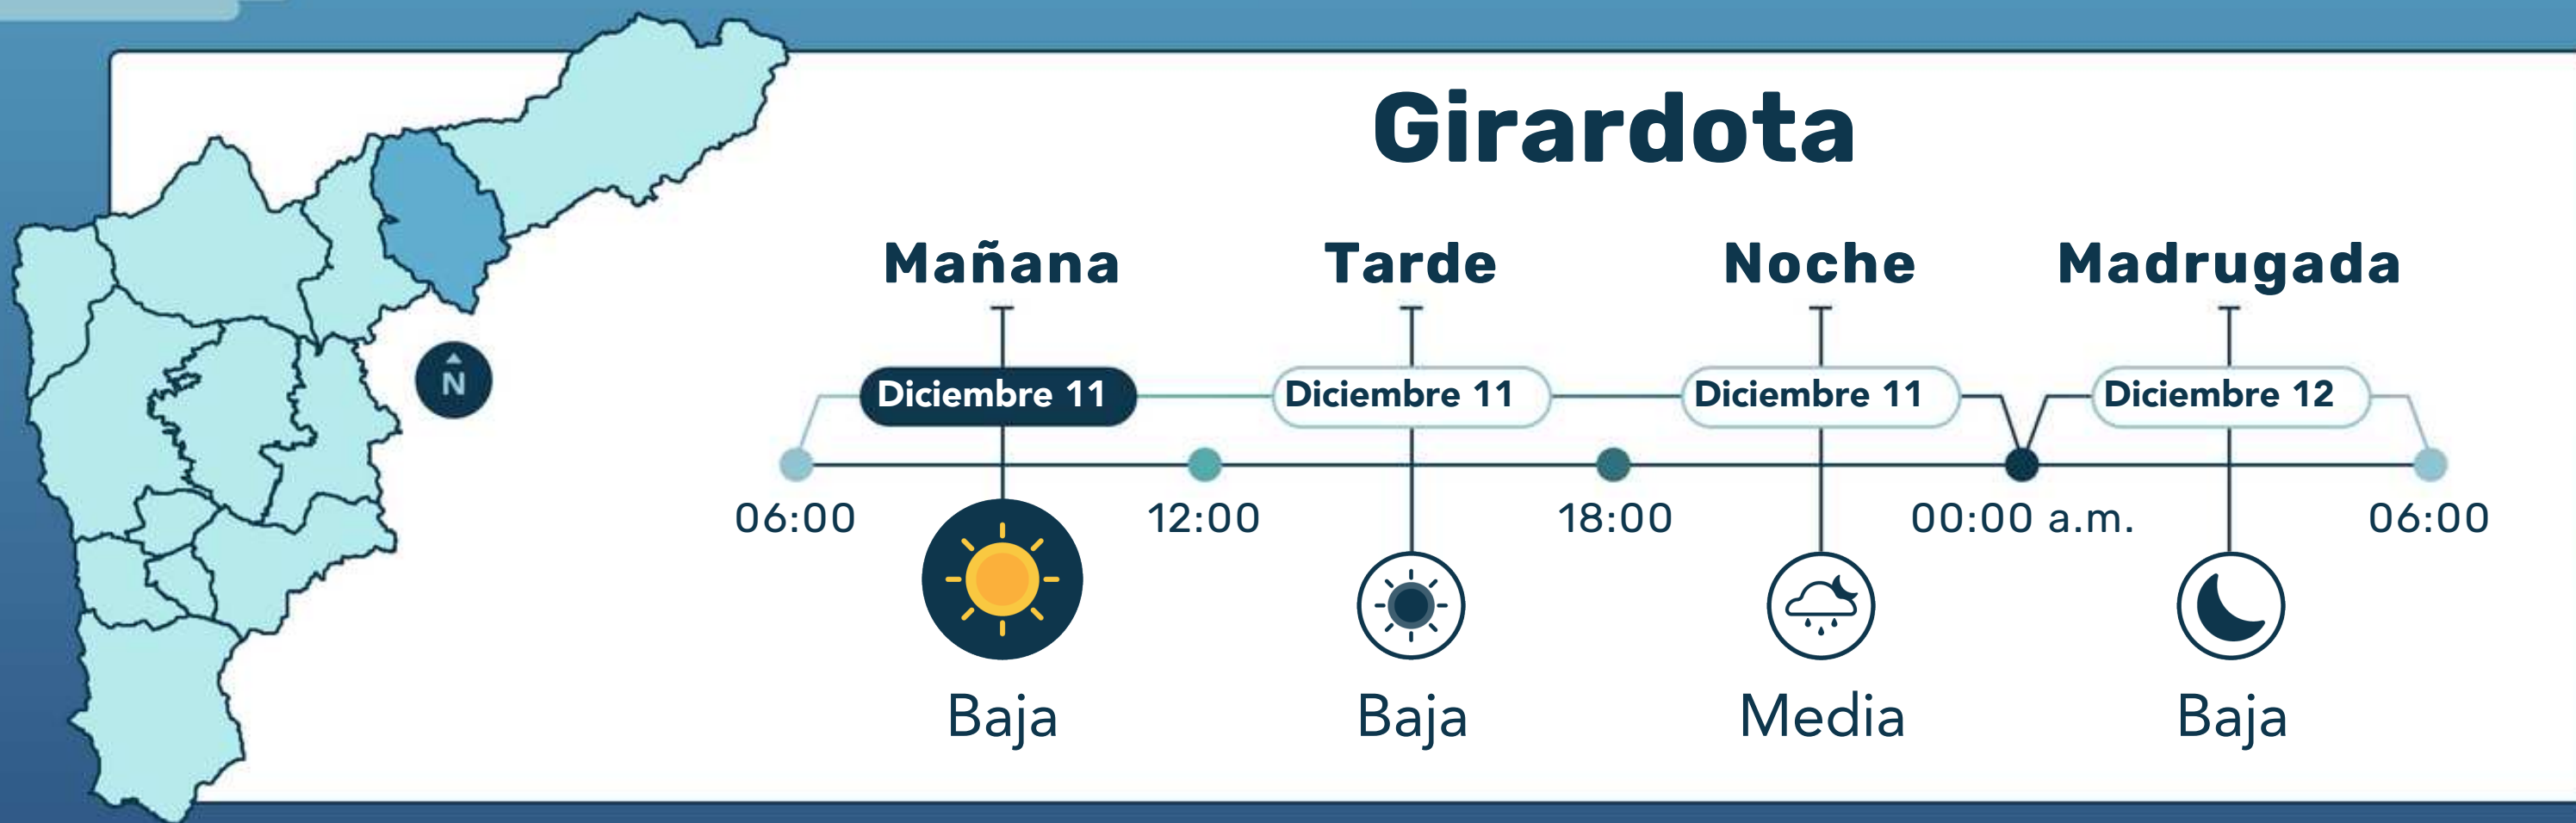 Girardota
Mañana Tarde Noche Madrugada
Diciembre 11 Diciembre 11 Diciembre 11 Diciembre 12
N
06:00 12:00 18:00 00:00 a.m. 06:00
Baja Baja Media Baja